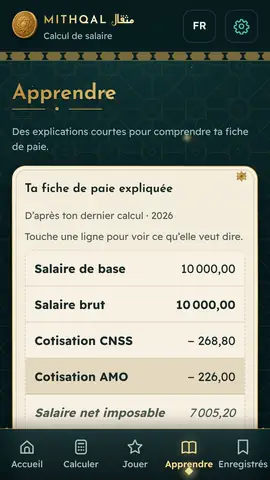 MITHQAL مثقال
Calcul de salaire
FR
Apprendre
Des explications courtes pour comprendre ta fiche
de paie.
Ta fiche de paie expliquée
D'après ton dernier calcul · 2026
Touche une ligne pour voir ce qu'elle veut dire.
Salaire de base 10 000,00
Salaire brut 10 000,00
Cotisation CNSS − 268,80
Cotisation AMO − 226,00
Salaire net imposable 7 005,20
Accueil Calculer Jouer Apprendre Enregistrés